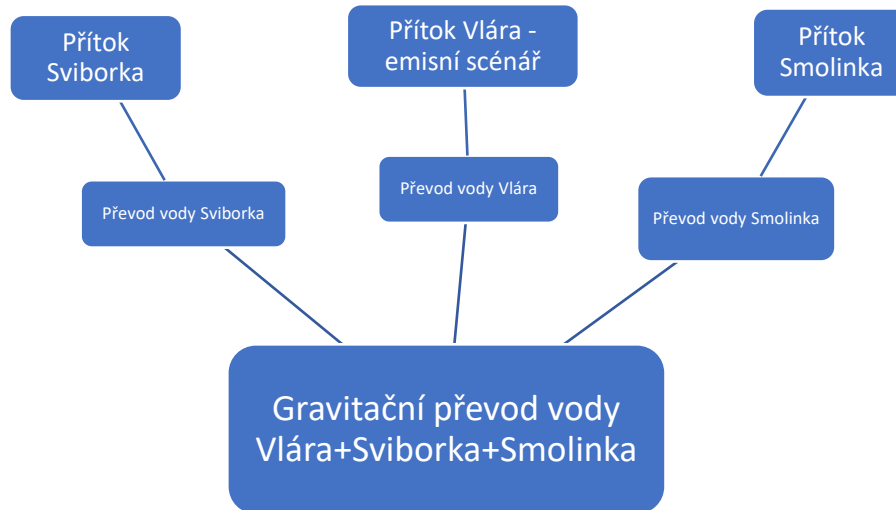 Přítok
Sviborka
Přítok Vlára -
emisní scénář
Přítok
Smolinka
Převod vody Sviborka
Převod vody Vlára
Převod vody Smolinka
Gravitační převod vody
Vlára+Sviborka+Smolinka